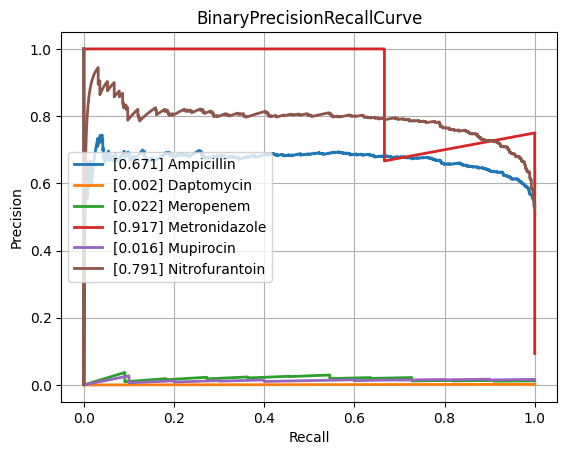 BinaryPrecisionRecallCurve
1.0
0.8
0.6
0.4
0.2
0.0
Precision
[0.671] Ampicillin
[0.002] Daptomycin
[0.022] Meropenem
[0.917] Metronidazole
[0.016] Mupirocin
[0.791] Nitrofurantoin
0.0 0.2 0.4 0.6 0.8 1.0
Recall